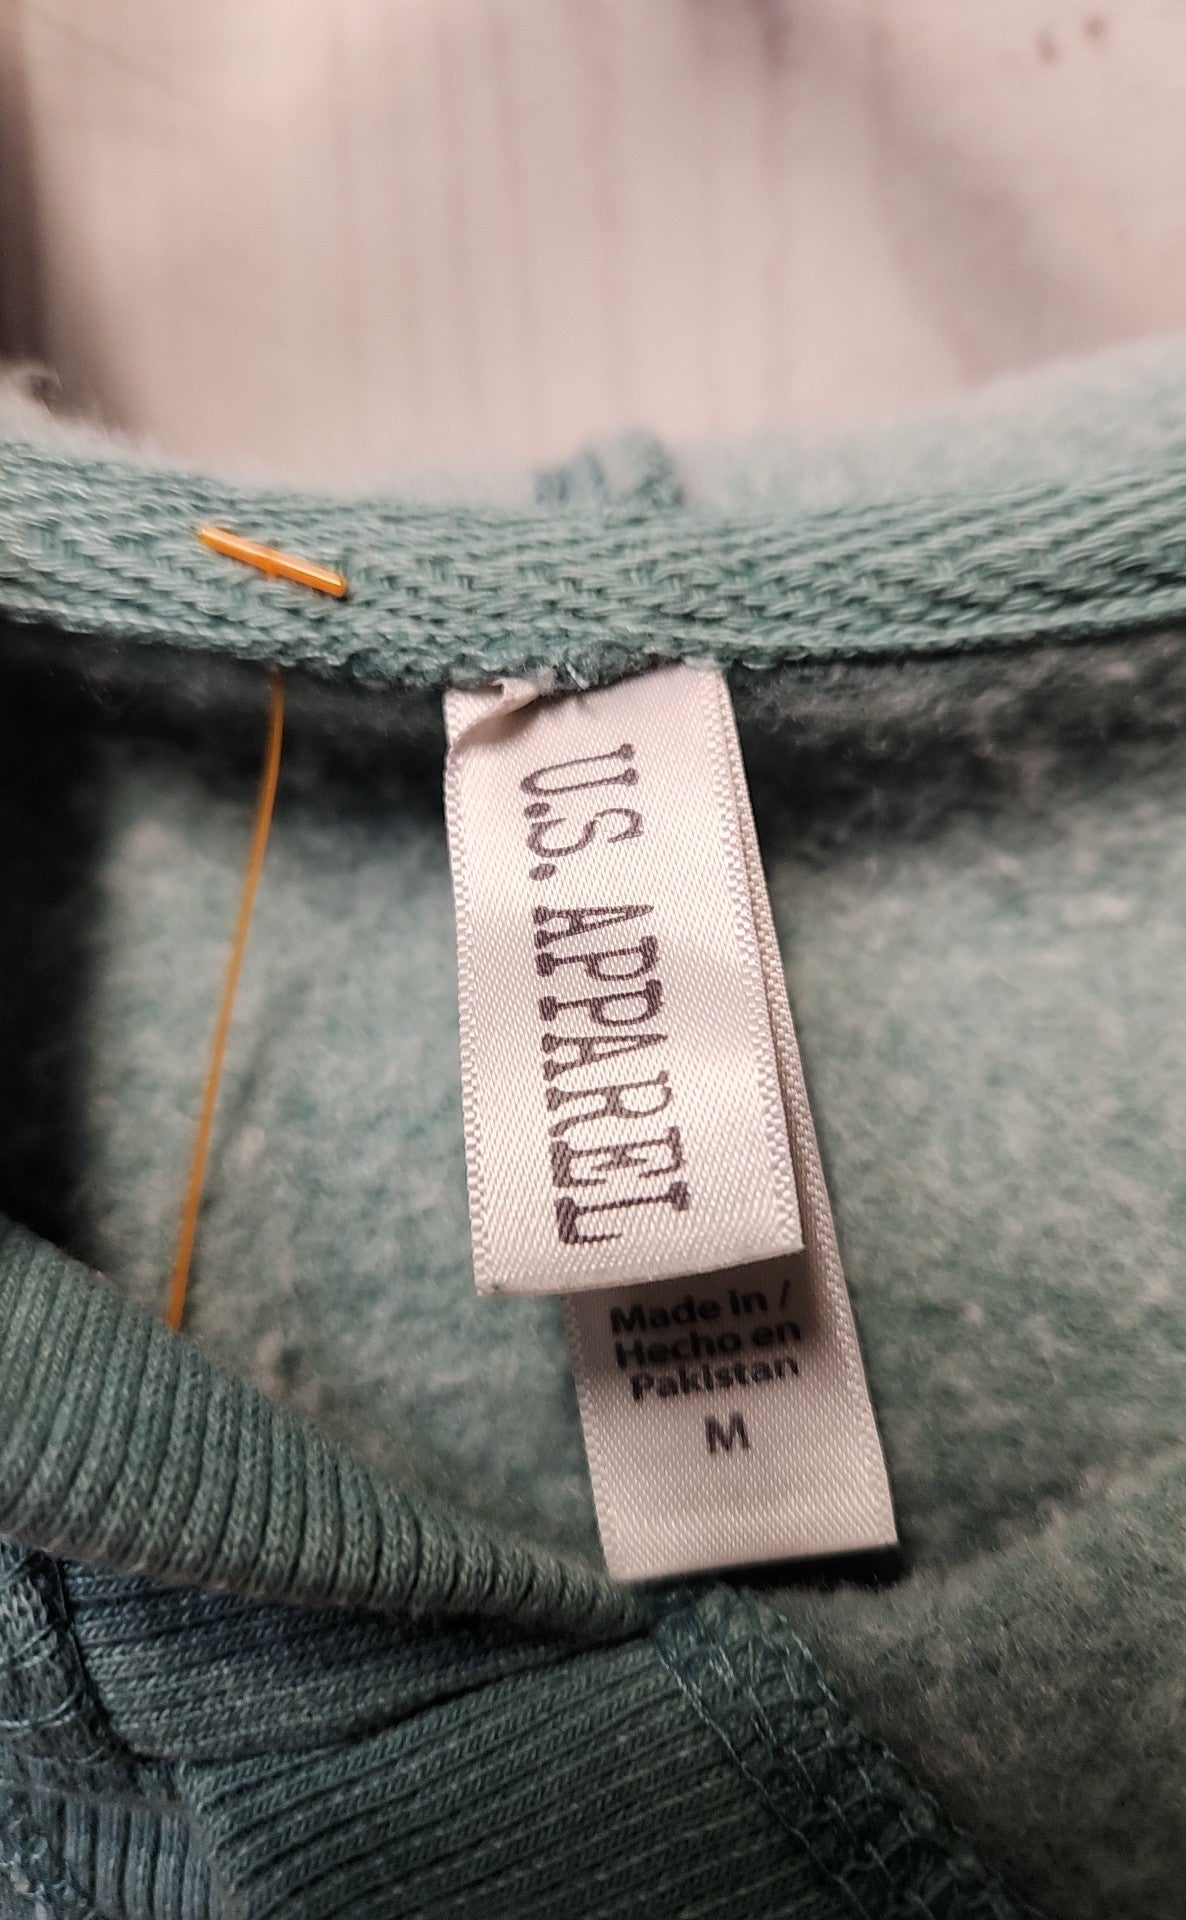 U.S. APPAREL
Made in /
Hecho en
Pakistan
M